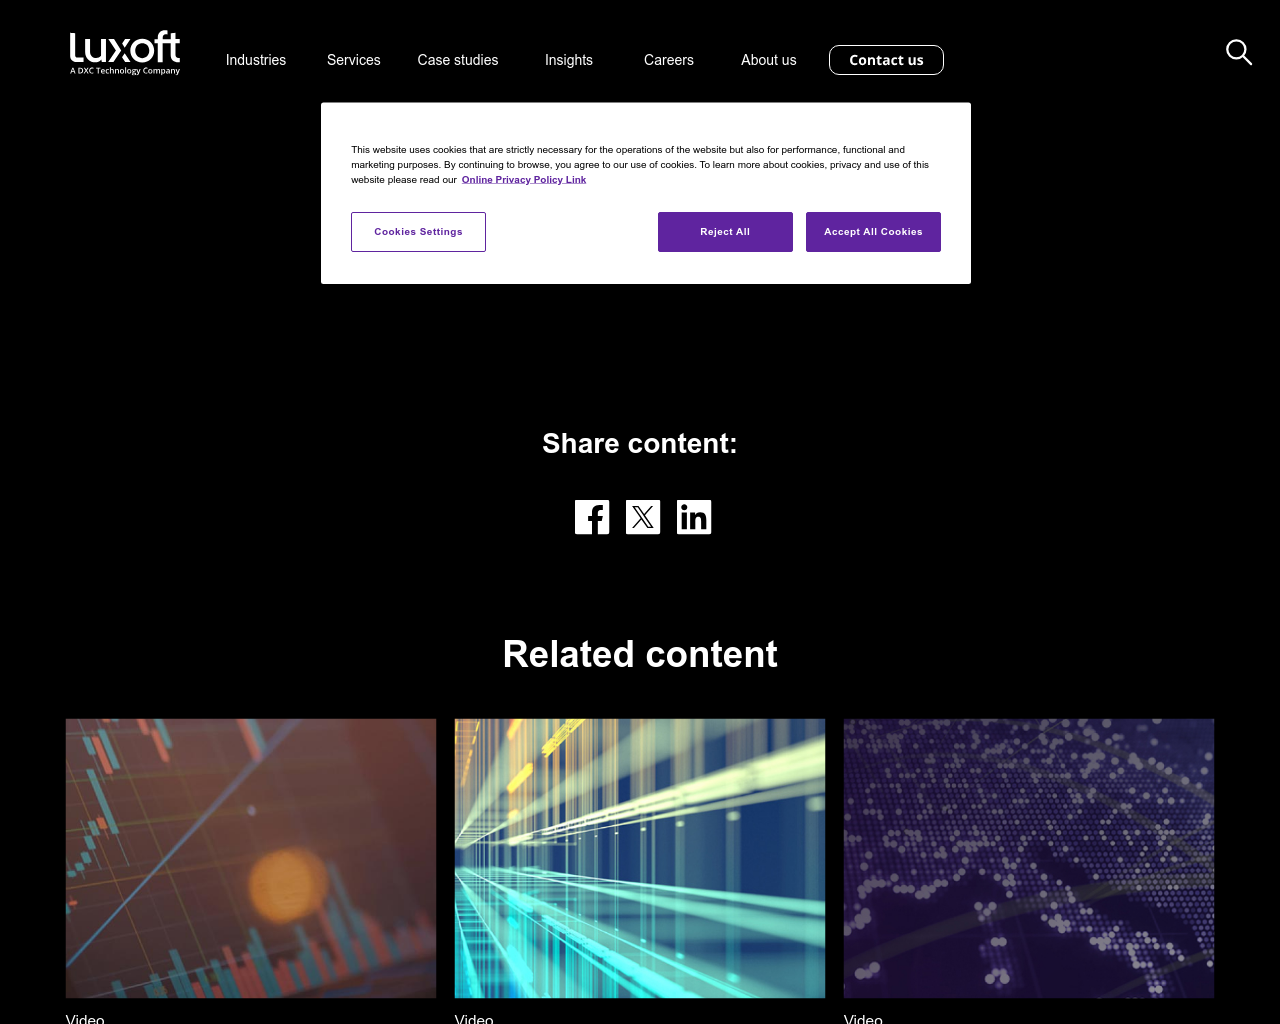 Luxoft
A DXC Technology Company
Industries
Services
Case studies
Insights
Careers
About us
Contact us
This website uses cookies that are strictly necessary for the operations of the website but also for performance, functional and
marketing purposes. By continuing to browse, you agree to our use of cookies. To learn more about cookies, privacy and use of this
website please read our Online Privacy Policy Link
Cookies Settings
Reject All
Accept All Cookies
Share content:
Related content
Video
Video
Video